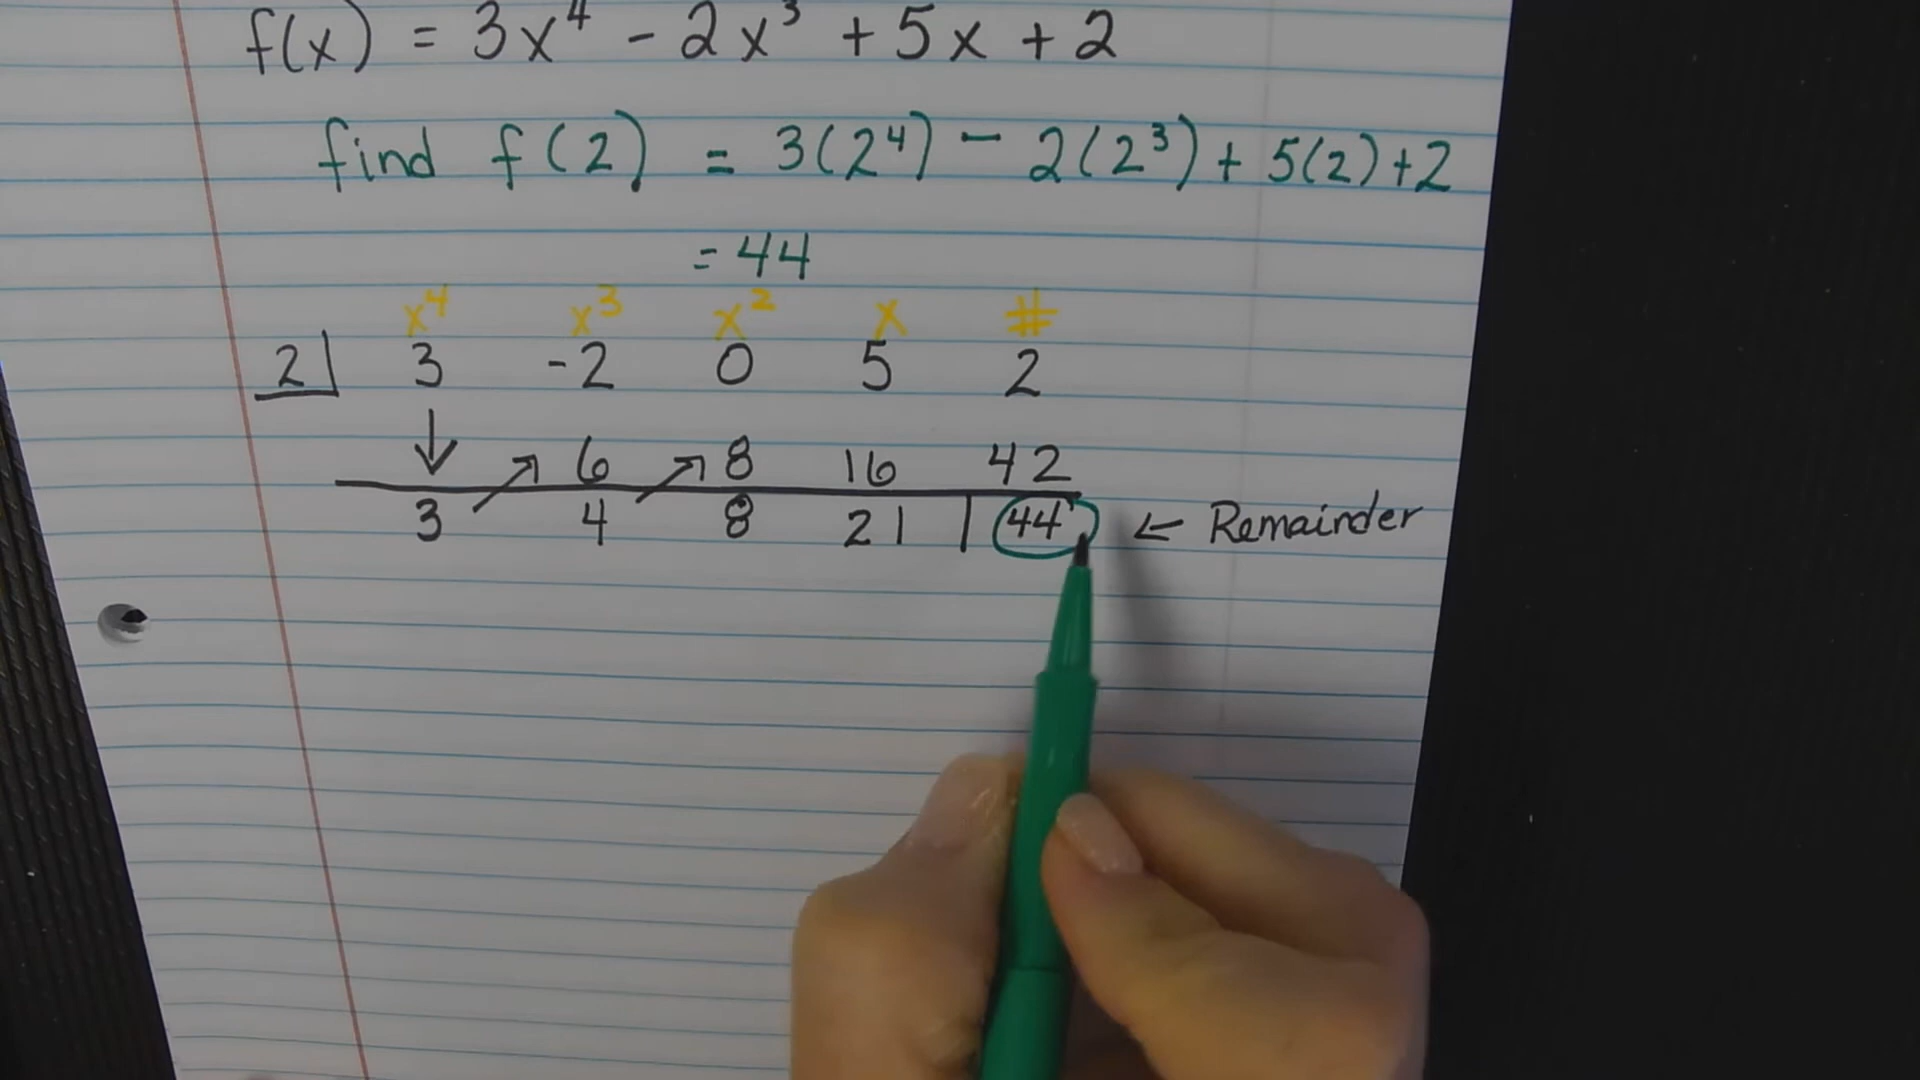 f(x) = 3x⁴ - 2x³ + 5x + 2
find f(2) = 3(2⁴) - 2(2³) + 5(2) + 2
= 44
x⁴ x³ x² x #
2 3 -2 0 5 2
↓ ↗ 6 ↗ 8 16 42
3 4 8 21 | 44 ← Remainder